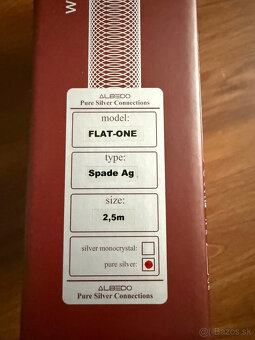 W
ALBEDO
Pure Silver Connections
model:
FLAT-ONE
type:
Spade Ag
size:
2,5m
silver monocrystal:
pure silver:
ALBEDO
Pure Silver Connections
Bazos.sk